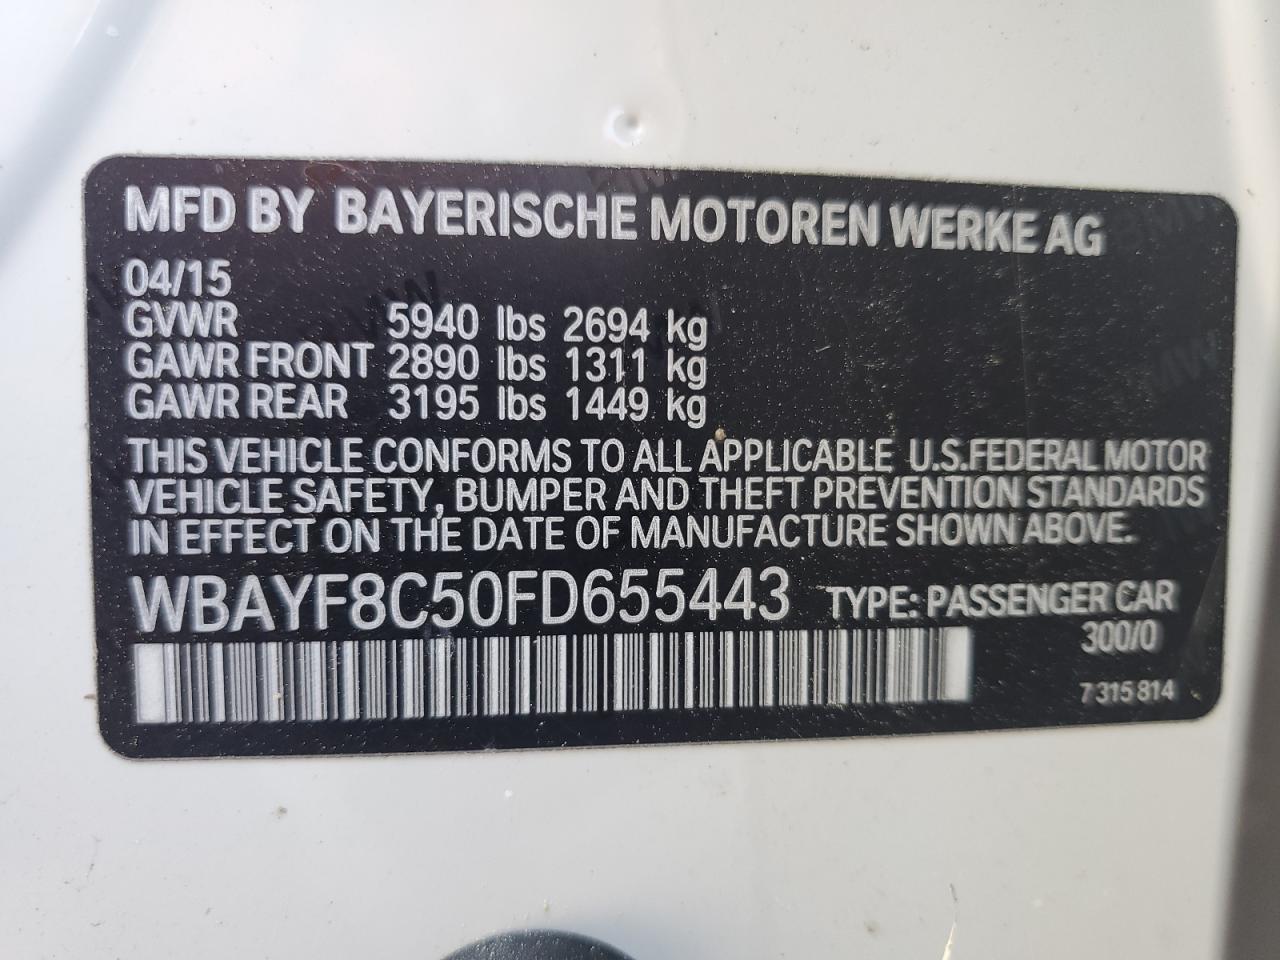 MFD BY BAYERISCHE MOTOREN WERKE AG
04/15
GVWR 5940 lbs 2694 kg
GAWR FRONT 2890 lbs 1311 kg
GAWR REAR 3195 lbs 1449 kg
THIS VEHICLE CONFORMS TO ALL APPLICABLE U.S.FEDERAL MOTOR
VEHICLE SAFETY, BUMPER AND THEFT PREVENTION STANDARDS
IN EFFECT ON THE DATE OF MANUFACTURE SHOWN ABOVE.
WBAYF8C50FD655443 TYPE: PASSENGER CAR
300/0
7 315 814